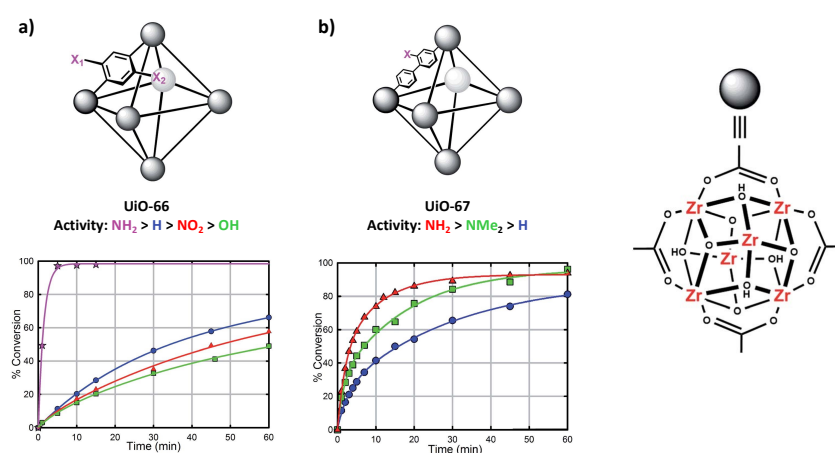 a)
X₁
X₂
UiO-66
Activity: NH₂ > H > NO₂ > OH
% Conversion
100
80
60
40
20
0
0 10 20 30 40 50 60
Time (min)
b)
X
UiO-67
Activity: NH₂ > NMe₂ > H
% Conversion
100
80
60
40
20
0
0 10 20 30 40 50 60
Time (min)
O O
O H O
Zr Zr
O O O
HO O Zr O OH
Zr
O H O
Zr Zr
O O O
O O